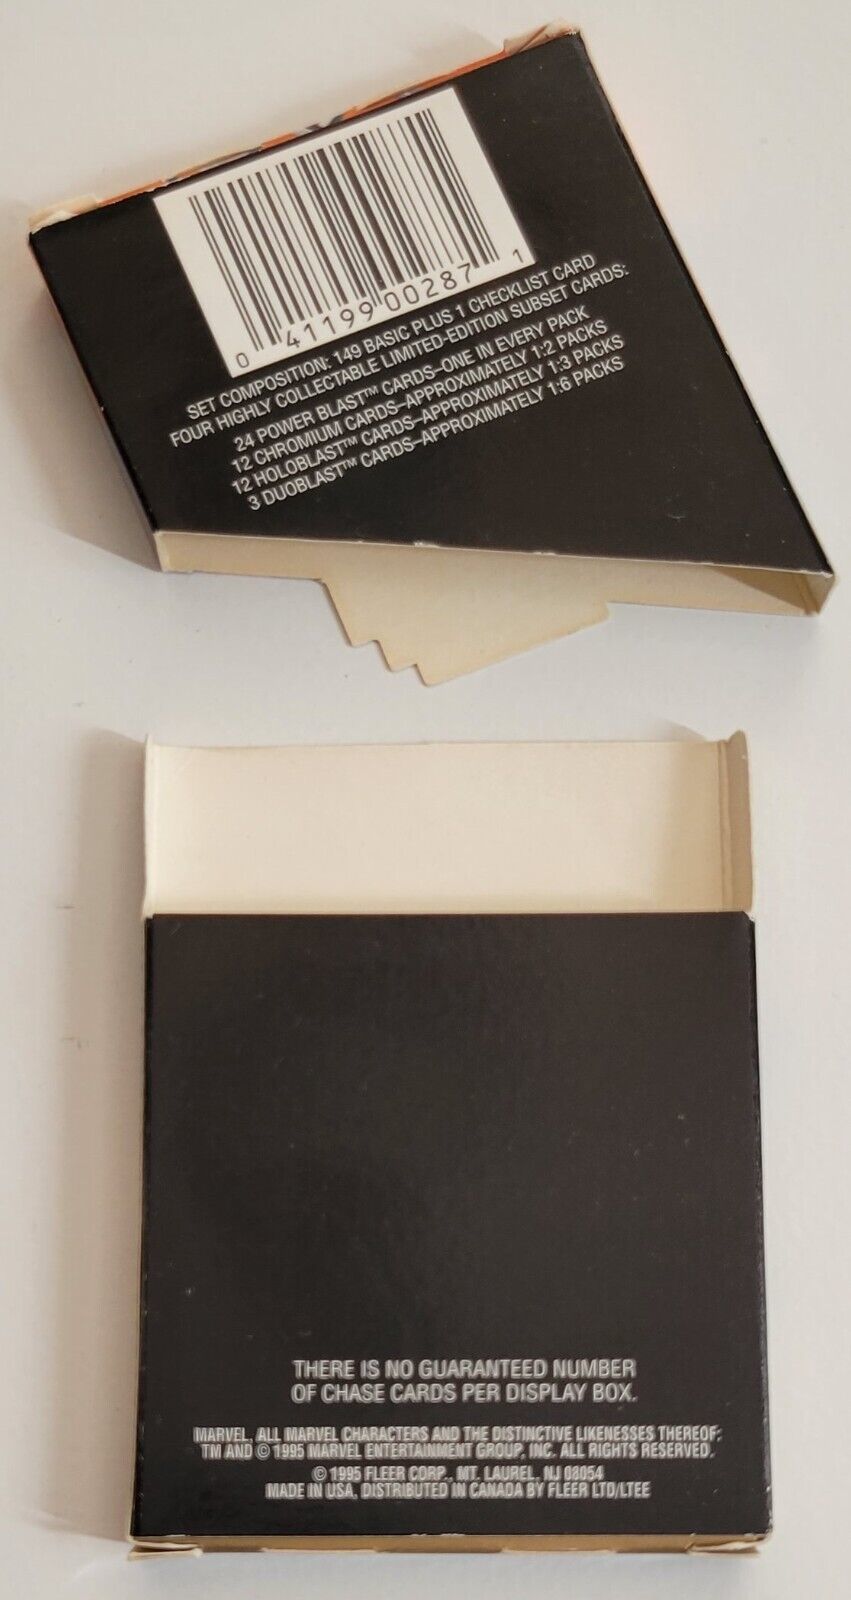 0 41199 00287 1
SET COMPOSITION: 149 BASIC PLUS 1 CHECKLIST CARD
FOUR HIGHLY COLLECTABLE LIMITED-EDITION SUBSET CARDS:
24 POWER BLAST™ CARDS–ONE IN EVERY PACK
12 CHROMIUM CARDS–APPROXIMATELY 1:2 PACKS
12 HOLOBLAST™ CARDS–APPROXIMATELY 1:3 PACKS
3 DUOBLAST™ CARDS–APPROXIMATELY 1:6 PACKS
THERE IS NO GUARANTEED NUMBER
OF CHASE CARDS PER DISPLAY BOX.
MARVEL, ALL MARVEL CHARACTERS AND THE DISTINCTIVE LIKENESSES THEREOF:
TM AND © 1995 MARVEL ENTERTAINMENT GROUP, INC. ALL RIGHTS RESERVED.
© 1995 FLEER CORP., MT. LAUREL, NJ 08054
MADE IN USA, DISTRIBUTED IN CANADA BY FLEER LTD/LTEE